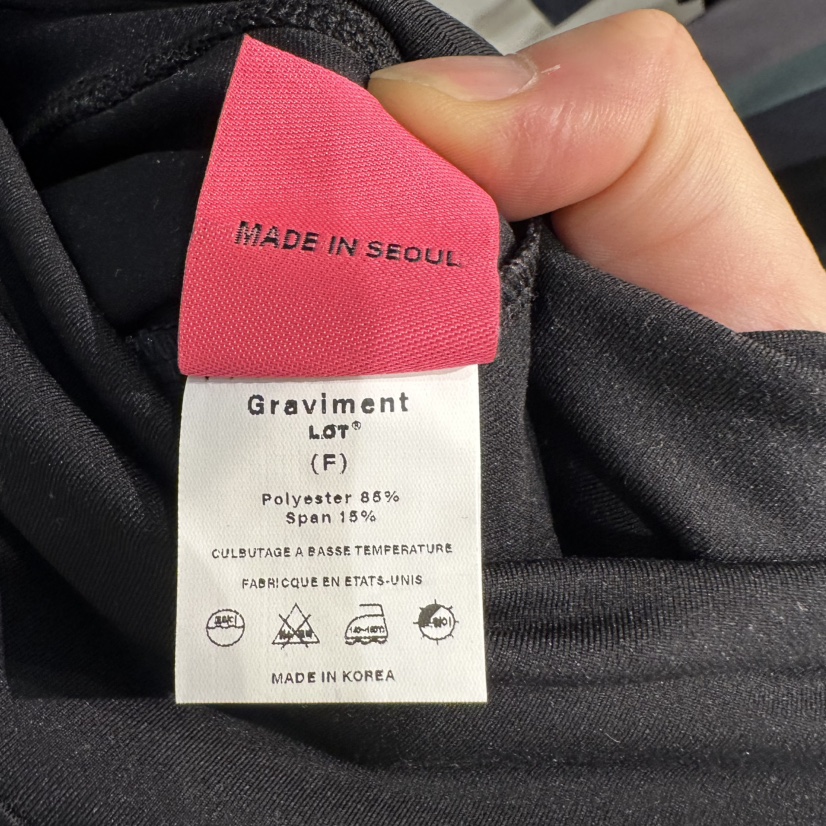 MADE IN SEOUL
Graviment
LOT®
(F)
Polyester 85%
Span 15%
CULBUTAGE A BASSE TEMPERATURE
FABRICQUE EN ETATS-UNIS
MADE IN KOREA